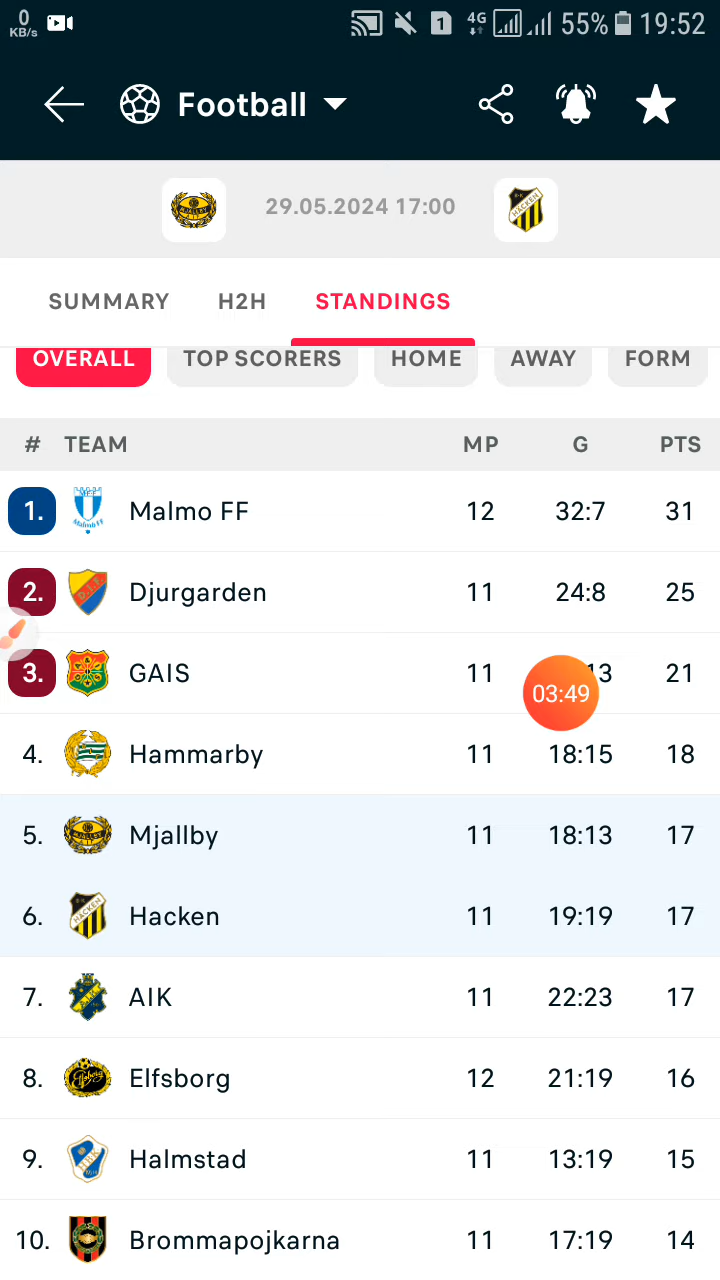 0 KB/s 1 4G 55% 19:52
Football
29.05.2024 17:00
SUMMARY H2H STANDINGS
OVERALL TOP SCORERS HOME AWAY FORM
# TEAM MP G PTS
1. Malmo FF 12 32:7 31
2. Djurgarden 11 24:8 25
3. GAIS 11 13 21
03:49
4. Hammarby 11 18:15 18
5. Mjallby 11 18:13 17
6. Hacken 11 19:19 17
7. AIK 11 22:23 17
8. Elfsborg 12 21:19 16
9. Halmstad 11 13:19 15
10. Brommapojkarna 11 17:19 14